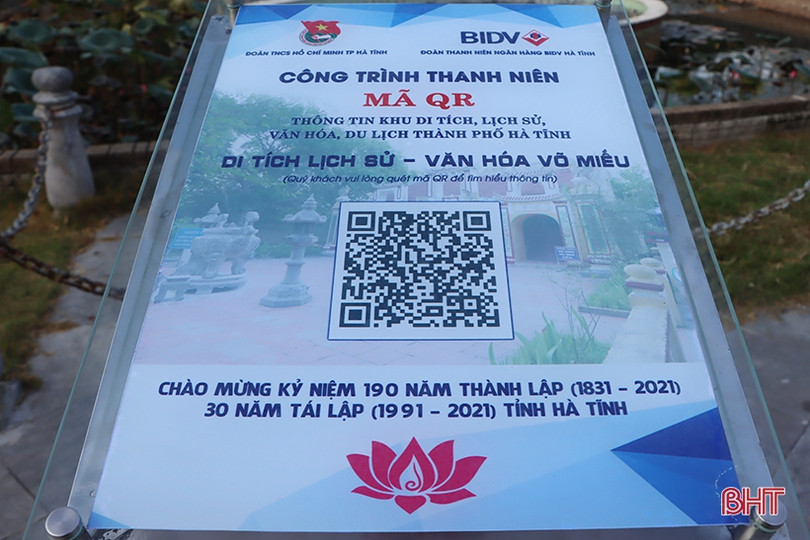 BIDV
ĐOÀN TNCS HỒ CHÍ MINH TP HÀ TĨNH
ĐOÀN THANH NIÊN NGÂN HÀNG BIDV HÀ TĨNH
CÔNG TRÌNH THANH NIÊN
MÃ QR
THÔNG TIN KHU DI TÍCH, LỊCH SỬ,
VĂN HÓA, DU LỊCH THÀNH PHỐ HÀ TĨNH
DI TÍCH LỊCH SỬ - VĂN HÓA VÕ MIẾU
(Quý khách vui lòng quét mã QR để tìm hiểu thông tin)
CHÀO MỪNG KỶ NIỆM 190 NĂM THÀNH LẬP (1831 - 2021)
30 NĂM TÁI LẬP (1991 - 2021) TỈNH HÀ TĨNH
BHT